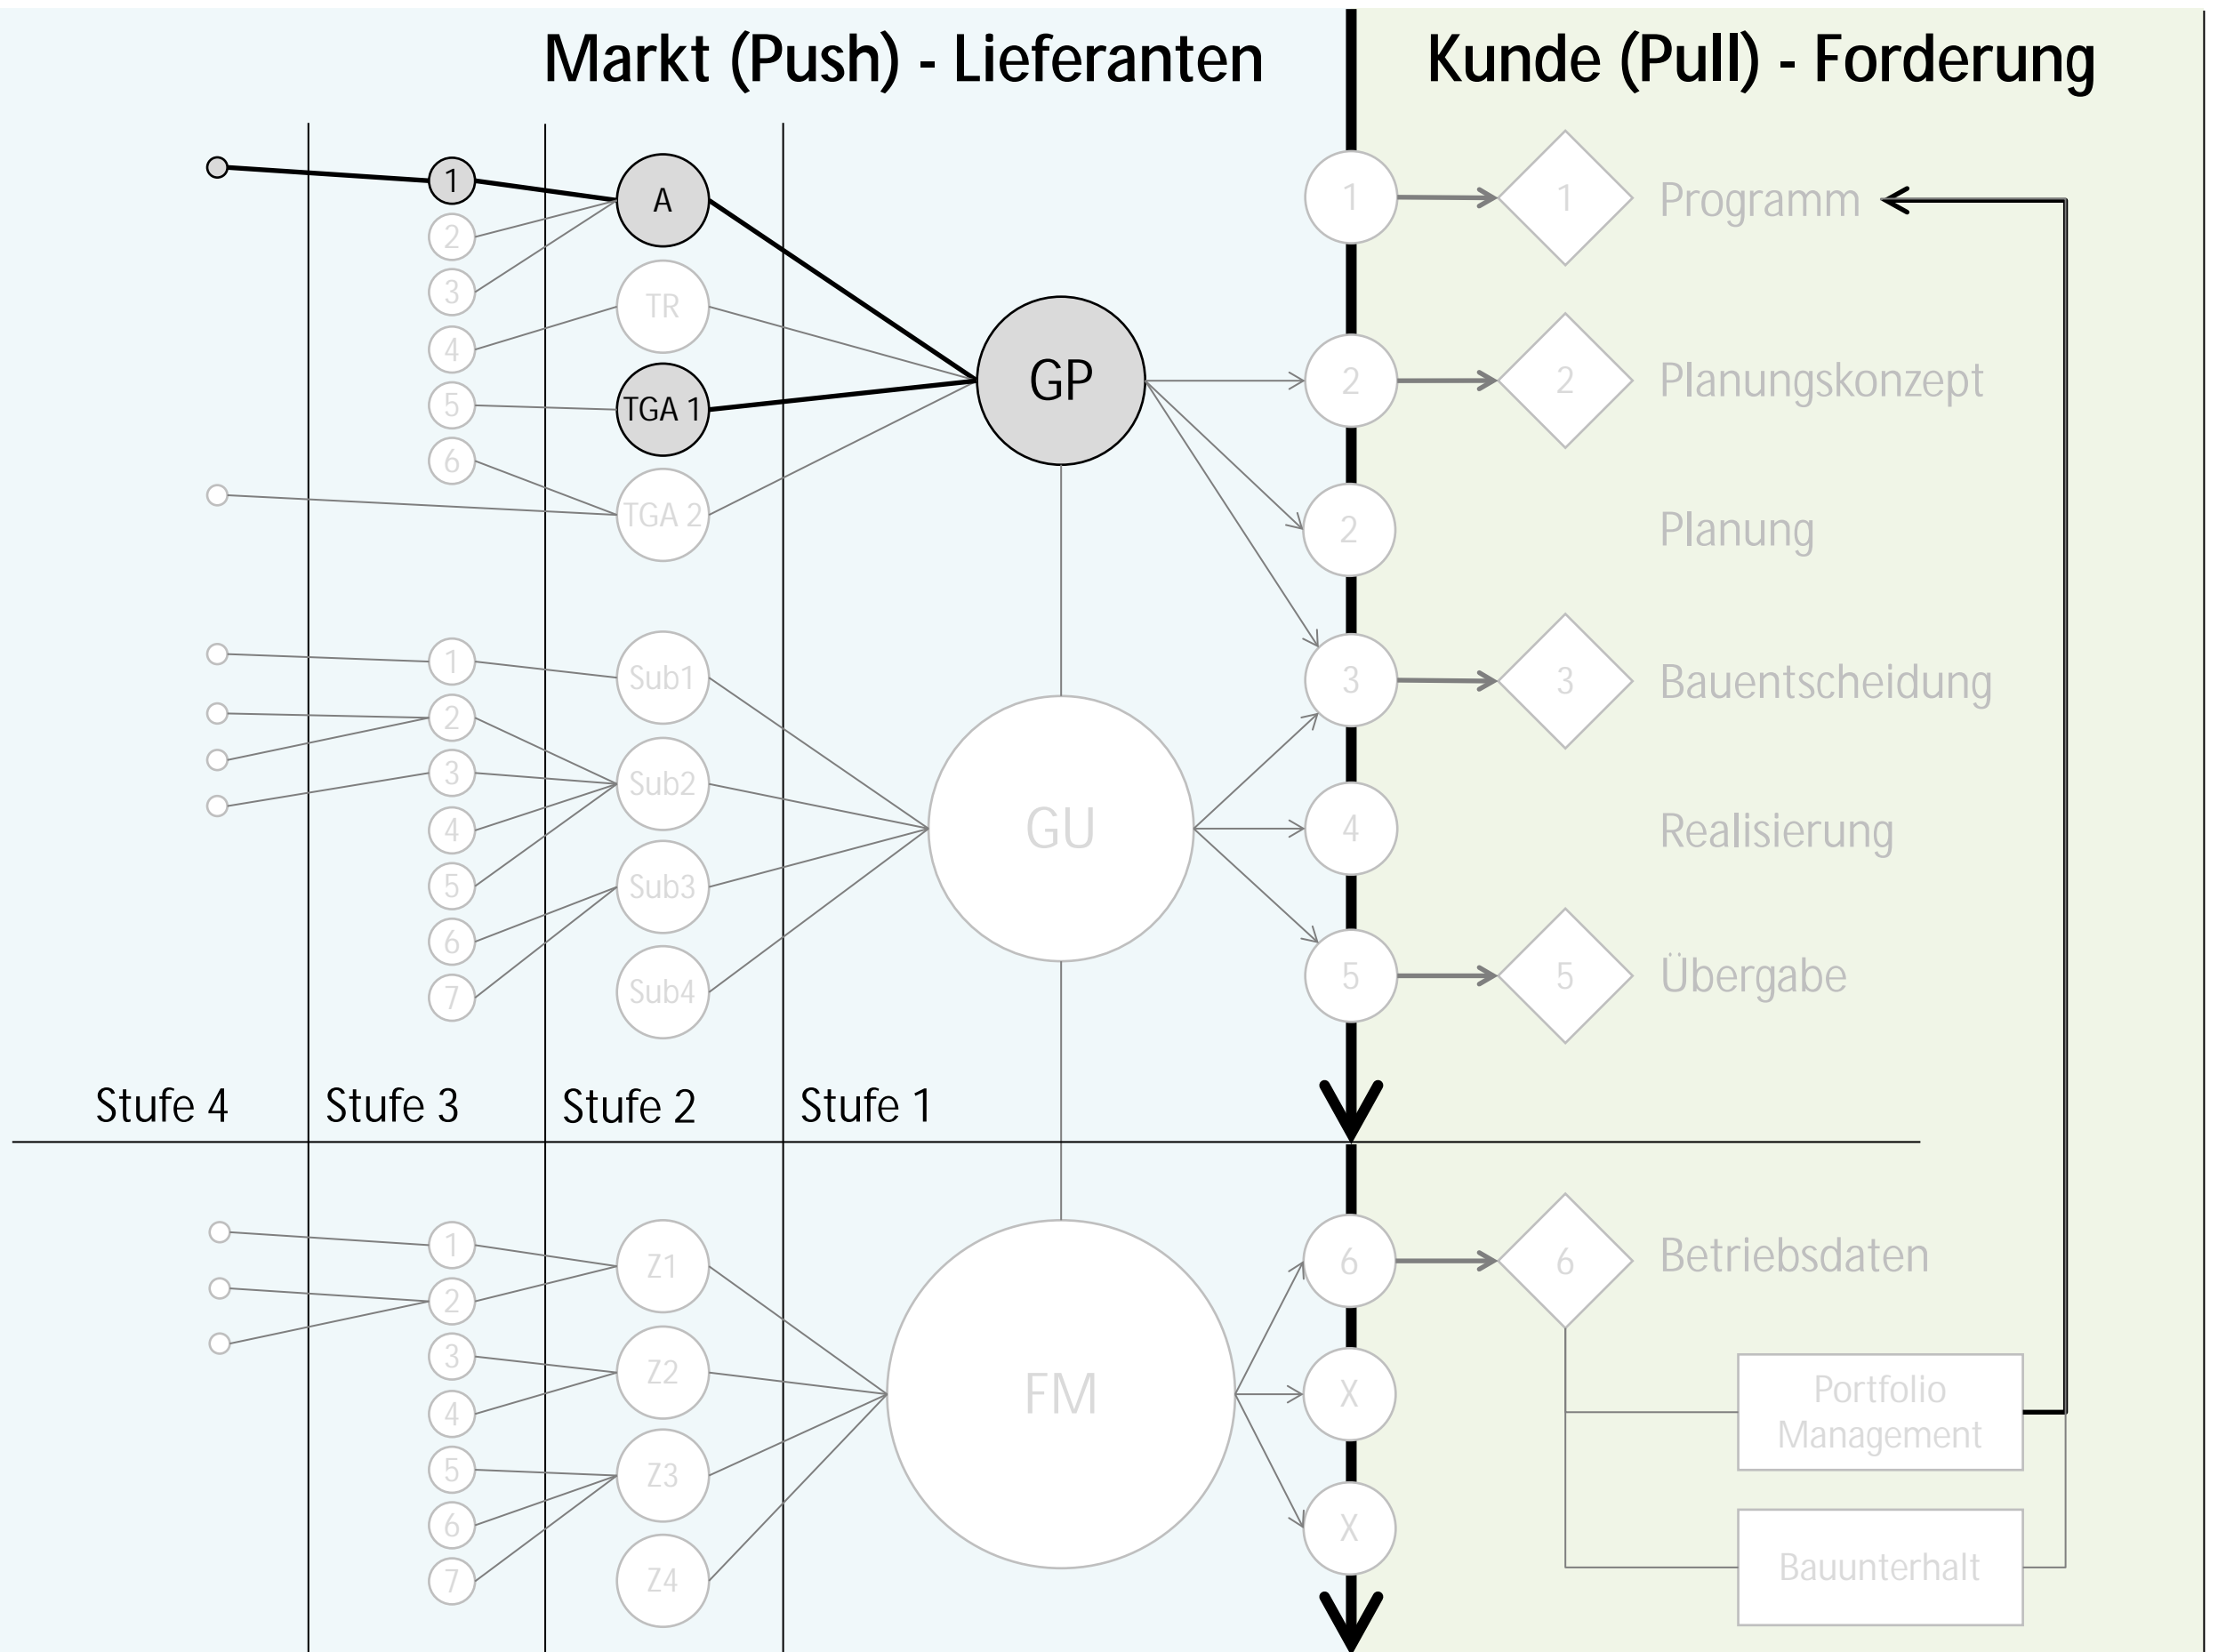 Markt (Push) - Lieferanten
Kunde (Pull) - Forderung
1
2
3
4
5
6
A
TR
TGA 1
TGA 2
GP
1
1
Programm
2
2
Planungskonzept
2
Planung
1
2
3
4
5
6
7
Sub1
Sub2
Sub3
Sub4
GU
3
3
Bauentscheidung
4
Realisierung
5
5
Übergabe
Stufe 4
Stufe 3
Stufe 2
Stufe 1
1
2
3
4
5
6
7
Z1
Z2
Z3
Z4
FM
6
6
Betriebsdaten
X
X
Portfolio
Management
Bauunterhalt